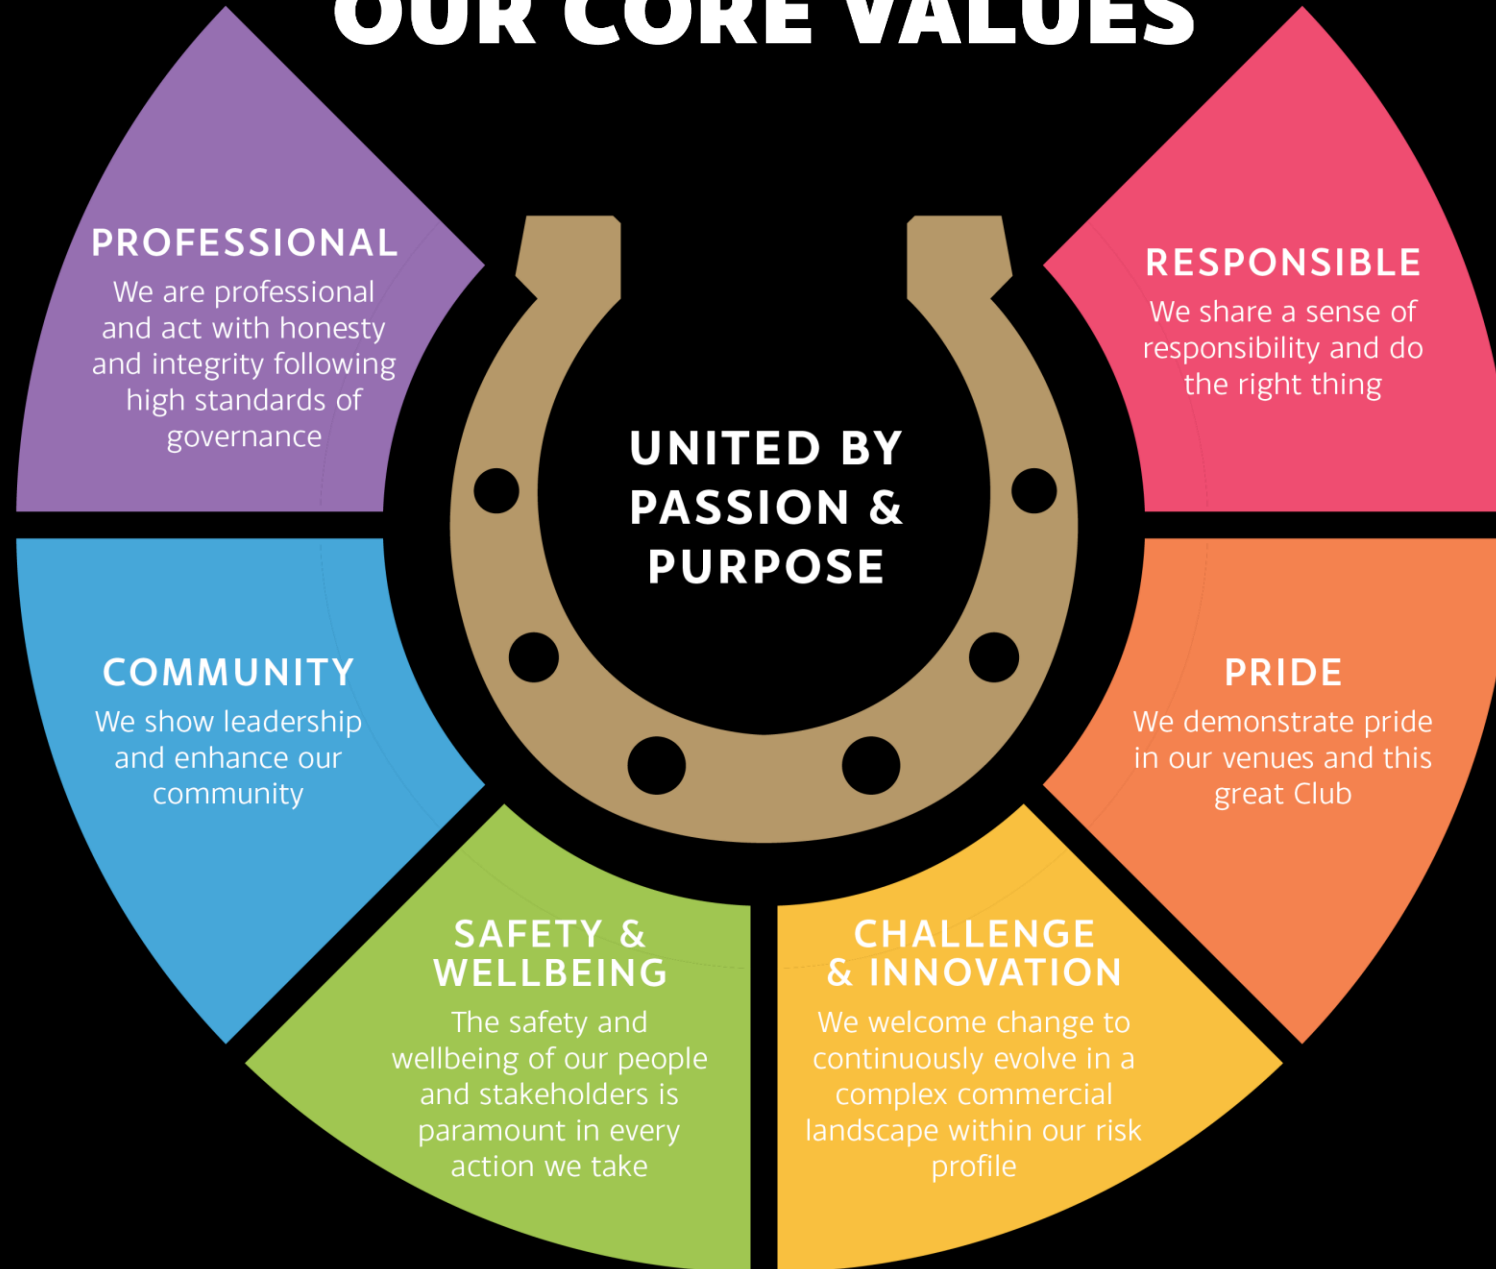 OUR CORE VALUES
PROFESSIONAL
We are professional
and act with honesty
and integrity following
high standards of
governance
RESPONSIBLE
We share a sense of
responsibility and do
the right thing
UNITED BY
PASSION &
PURPOSE
COMMUNITY
We show leadership
and enhance our
community
PRIDE
We demonstrate pride
in our venues and this
great Club
SAFETY &
WELLBEING
The safety and
wellbeing of our people
and stakeholders is
paramount in every
action we take
CHALLENGE
& INNOVATION
We welcome change to
continuously evolve in a
complex commercial
landscape within our risk
profile